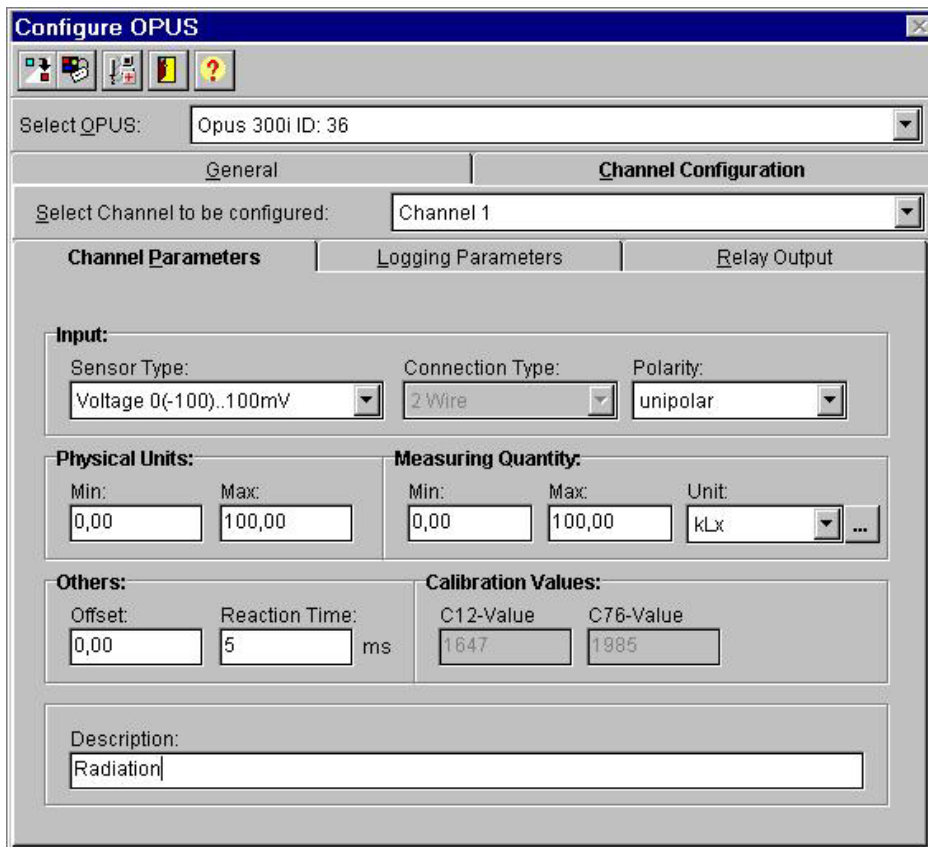 Configure OPUS
?
Select OPUS: Opus 300i ID: 36
General Channel Configuration
Select Channel to be configured: Channel 1
Channel Parameters Logging Parameters Relay Output
Input:
Sensor Type: Connection Type: Polarity:
Voltage 0(-100)..100mV 2 Wire unipolar
Physical Units: Measuring Quantity:
Min: Max: Min: Max: Unit:
0,00 100,00 0,00 100,00 kLx ...
Others: Calibration Values:
Offset: Reaction Time: C12-Value C76-Value
0,00 5 ms 1647 1985
Description:
Radiation